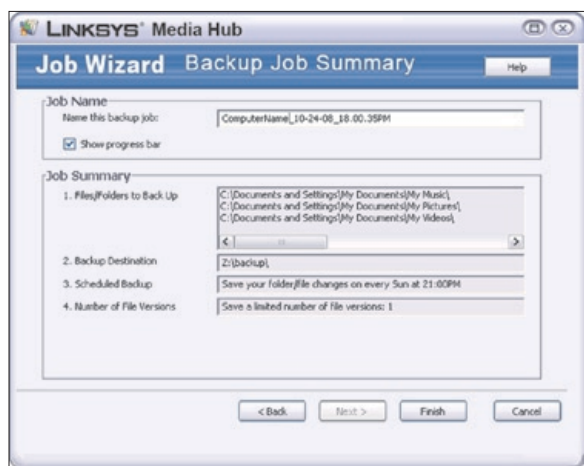 LINKSYS® Media Hub
Job Wizard Backup Job Summary Help
Job Name
Name this backup job: ComputerName_10-24-08_18.00.35PM
Show progress bar
Job Summary
1. Files/Folders to Back Up
C:\Documents and Settings\My Documents\My Music\
C:\Documents and Settings\My Documents\My Pictures\
C:\Documents and Settings\My Documents\My Videos\
2. Backup Destination Z:\backup\
3. Scheduled Backup Save your folder/file changes on every Sun at 21:00PM
4. Number of File Versions Save a limited number of file versions: 1
< Back Next > Finish Cancel